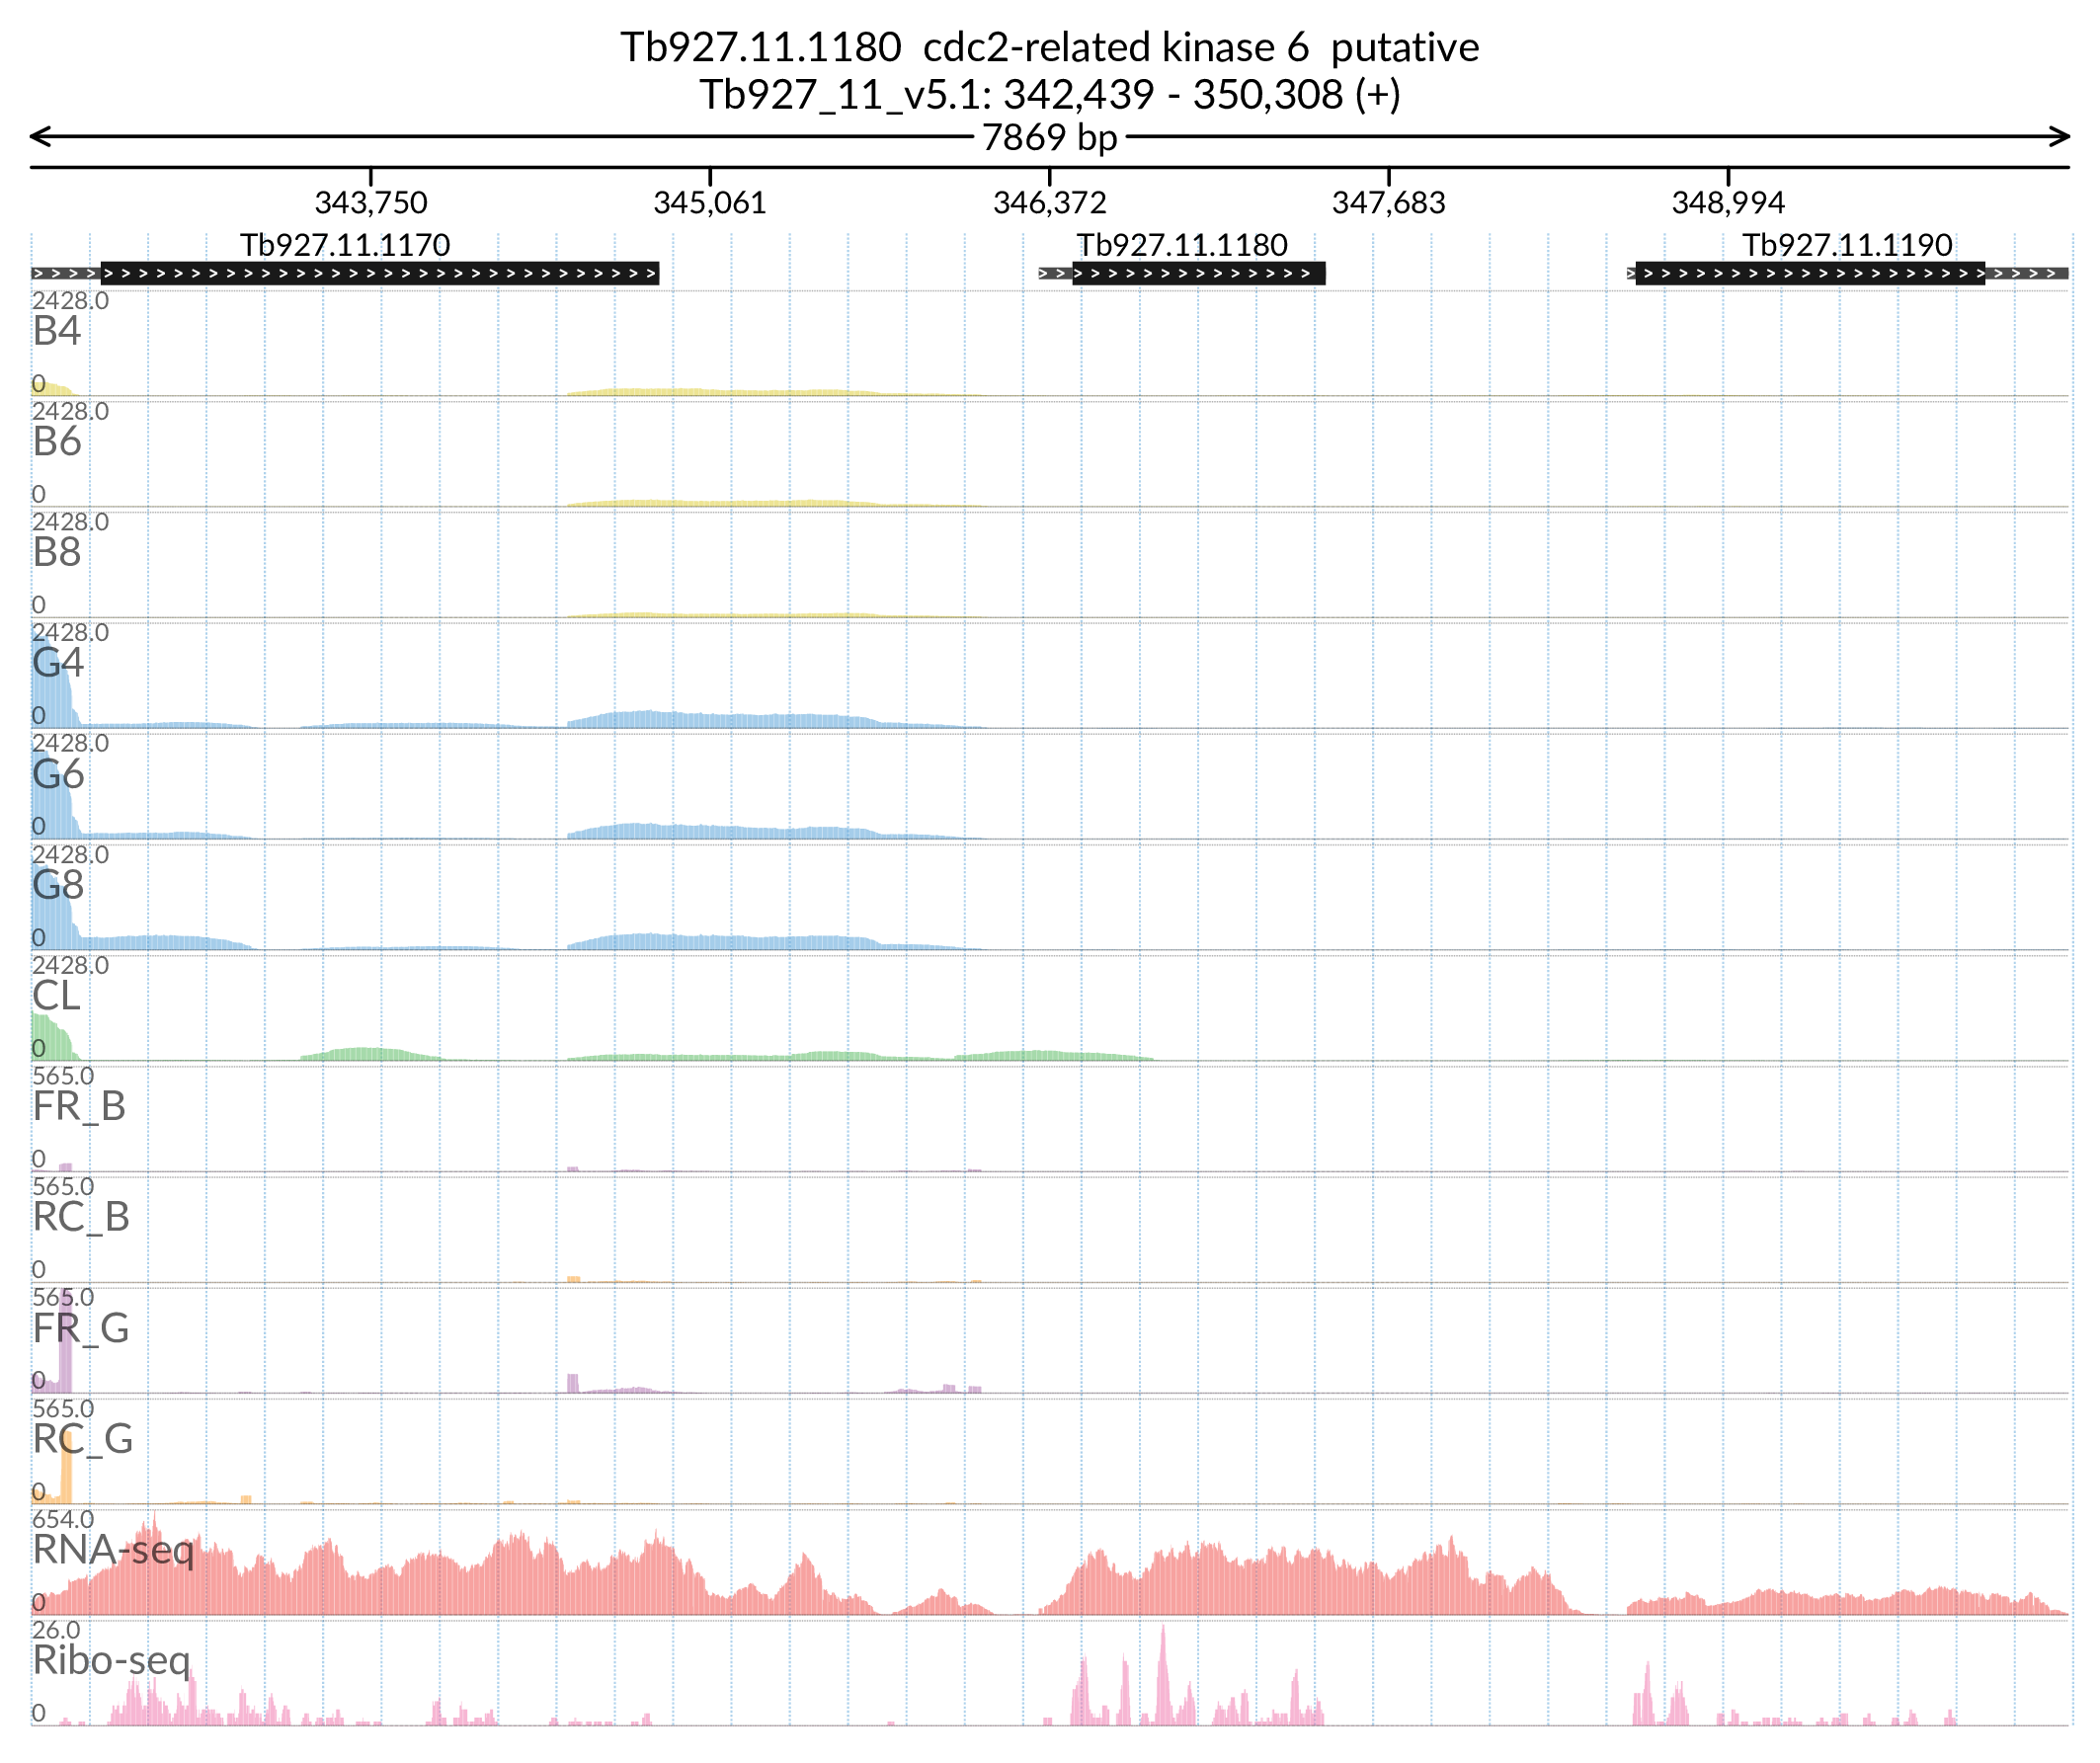 Tb927.11.1180 cdc2-related kinase 6 putative
Tb927_11_v5.1: 342,439 - 350,308 (+)
7869 bp
343,750 345,061 346,372 347,683 348,994
Tb927.11.1170 Tb927.11.1180 Tb927.11.1190
2428.0
B4
0
2428.0
B6
0
2428.0
B8
0
2428.0
G4
0
2428.0
G6
0
2428.0
G8
0
2428.0
CL
0
565.0
FR_B
0
565.0
RC_B
0
565.0
FR_G
0
565.0
RC_G
0
654.0
RNA-seq
0
26.0
Ribo-seq
0